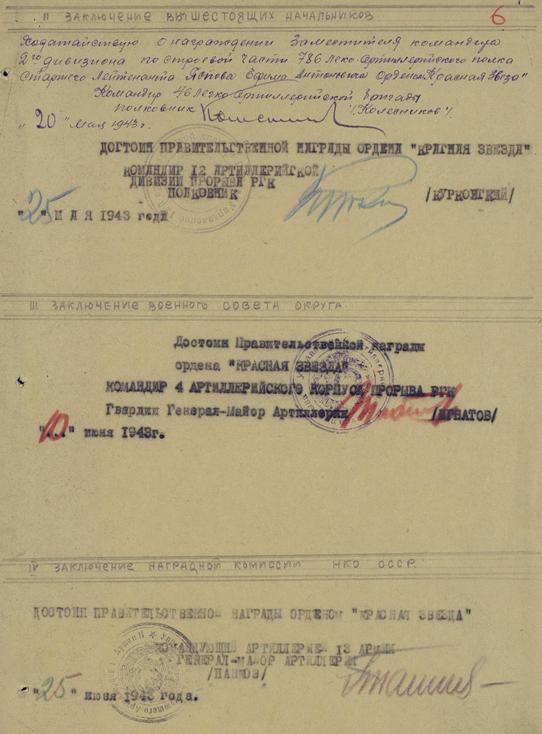 II ЗАКЛЮЧЕНИЕ ВЫШЕСТОЯЩИХ НАЧАЛЬНИКОВ
6
Ходатайствую о награждении Заместителя командира
2го дивизиона по строевой части 786 Легко-артиллерийского полка
Старшего Лейтенанта Ефима Антоновича Орденом "Красная Звезда"
Командир 46 Легко-Артиллерийской бригады
полковник /Колесников/
"20" Мая 1943г.
ДОСТОИН ПРАВИТЕЛЬСТВЕННОЙ НАГРАДЫ ОРДЕНА "КРАСНАЯ ЗВЕЗДА"
КОМАНДИР 12 АРТИЛЛЕРИЙСКОЙ
ДИВИЗИИ ПРОРЫВА РГК
ПОЛКОВНИК /КУРКОВСКИЙ/
"25" МАЯ 1943 года
III ЗАКЛЮЧЕНИЕ ВОЕННОГО СОВЕТА ОКРУГА
Достоин Правительственной награды
ордена "КРАСНАЯ ЗВЕЗДА"
КОМАНДИР 4 АРТИЛЛЕРИЙСКОГО КОРПУСА ПРОРЫВА РГК
Гвардии Генерал-Майор Артиллерии /ИГНАТОВ/
"10" июня 1943г.
IV ЗАКЛЮЧЕНИЕ НАГРАДНОЙ КОМИССИИ НКО СССР
ДОСТОИН ПРАВИТЕЛЬСТВЕННОЙ НАГРАДЫ ОРДЕНОМ "КРАСНАЯ ЗВЕЗДА"
КОМАНДУЮЩИЙ АРТИЛЛЕРИЕЙ 13 АРМИИ
ГЕНЕРАЛ-МАЙОР АРТИЛЛЕРИИ
/ПАНКОВ/
"25" июня 1943 года.